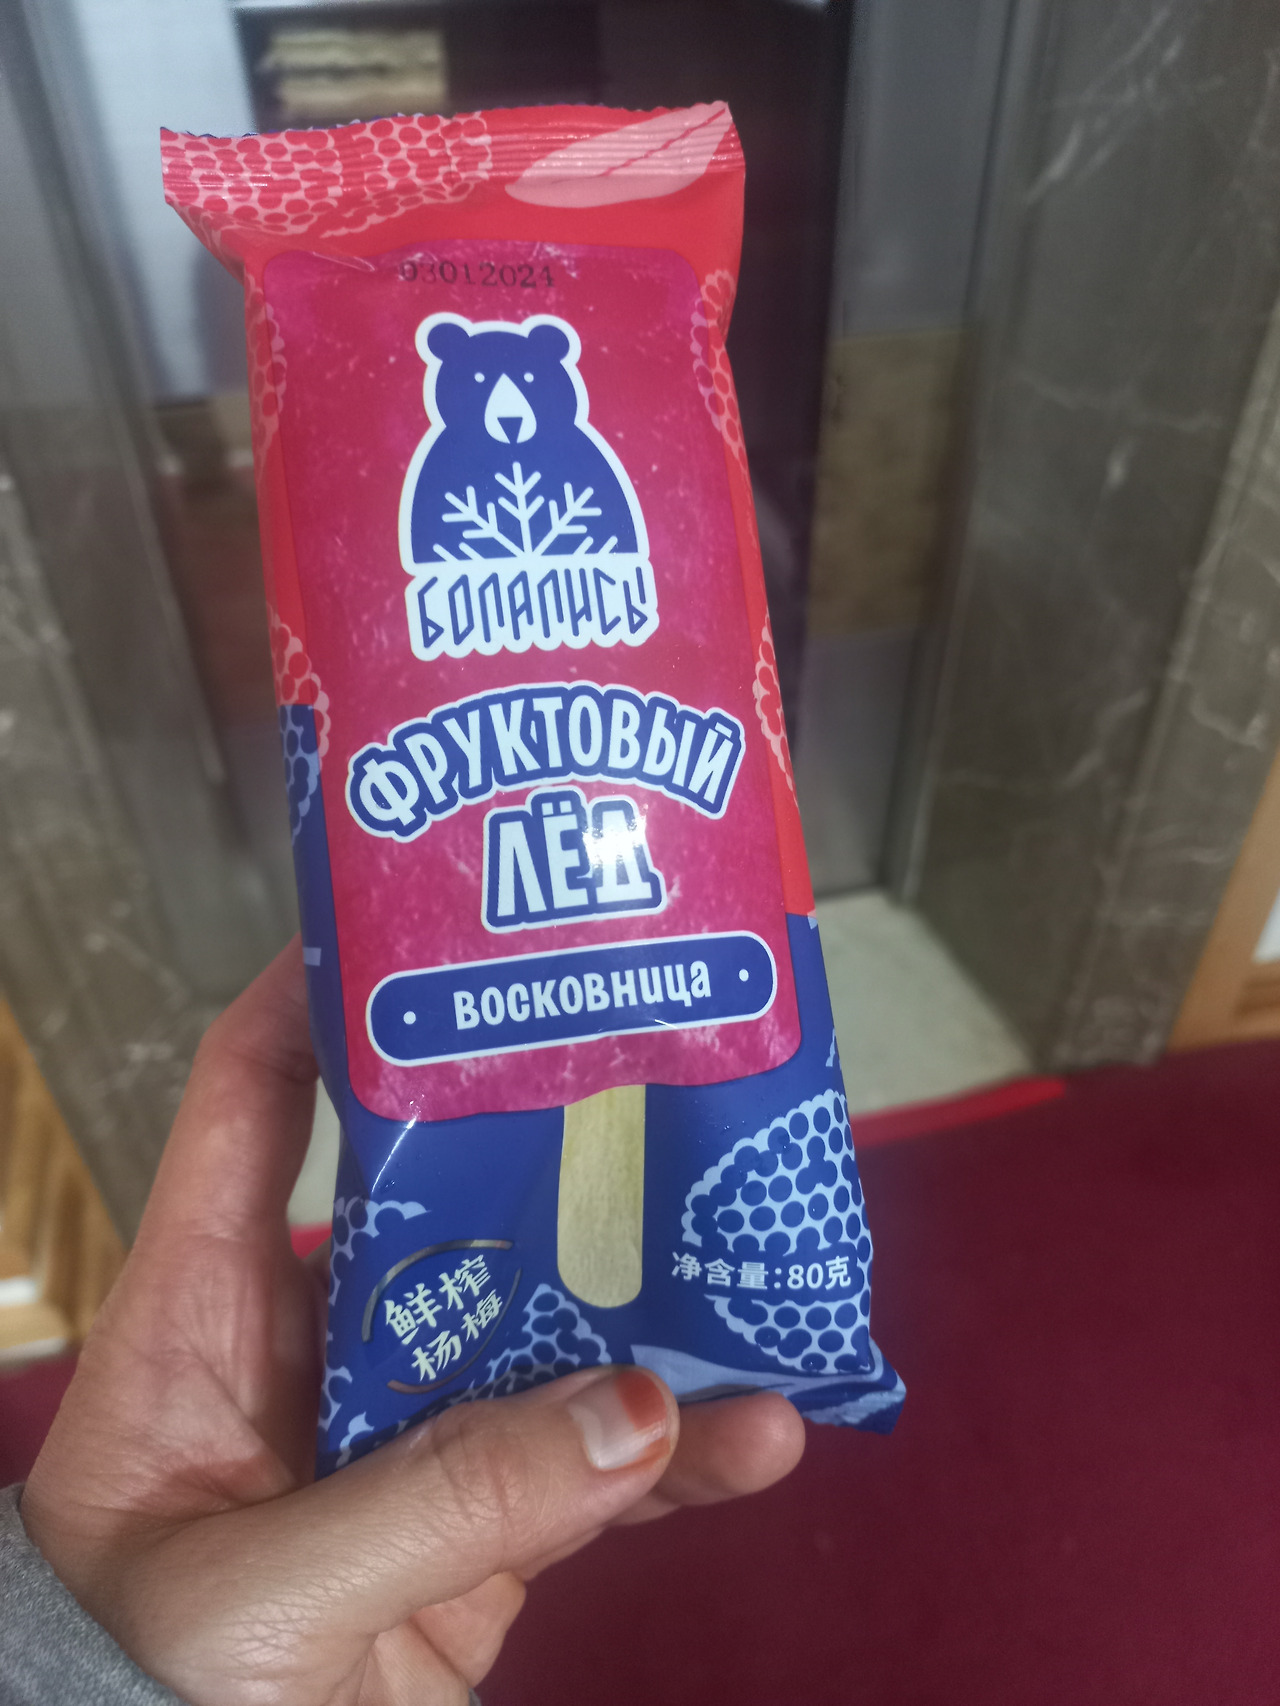 03012024
БОЛАЛИСЬ
ФРУКТОВЫЙ
ЛЁД
ВОСКОВНИЦА
鲜榨
杨梅
净含量:80克